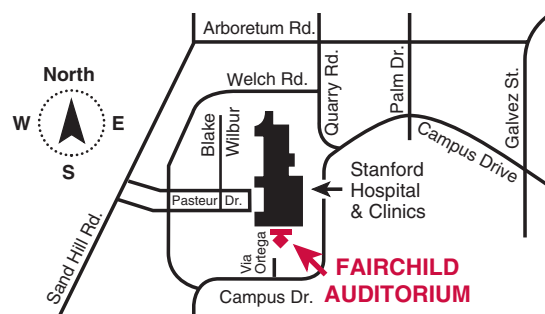 Arboretum Rd.
North
W
E
S
Welch Rd.
Quarry Rd.
Palm Dr.
Galvez St.
Blake
Wilbur
Campus Drive
Stanford
Hospital
& Clinics
Pasteur Dr.
Sand Hill Rd.
Via
Ortega
FAIRCHILD
AUDITORIUM
Campus Dr.